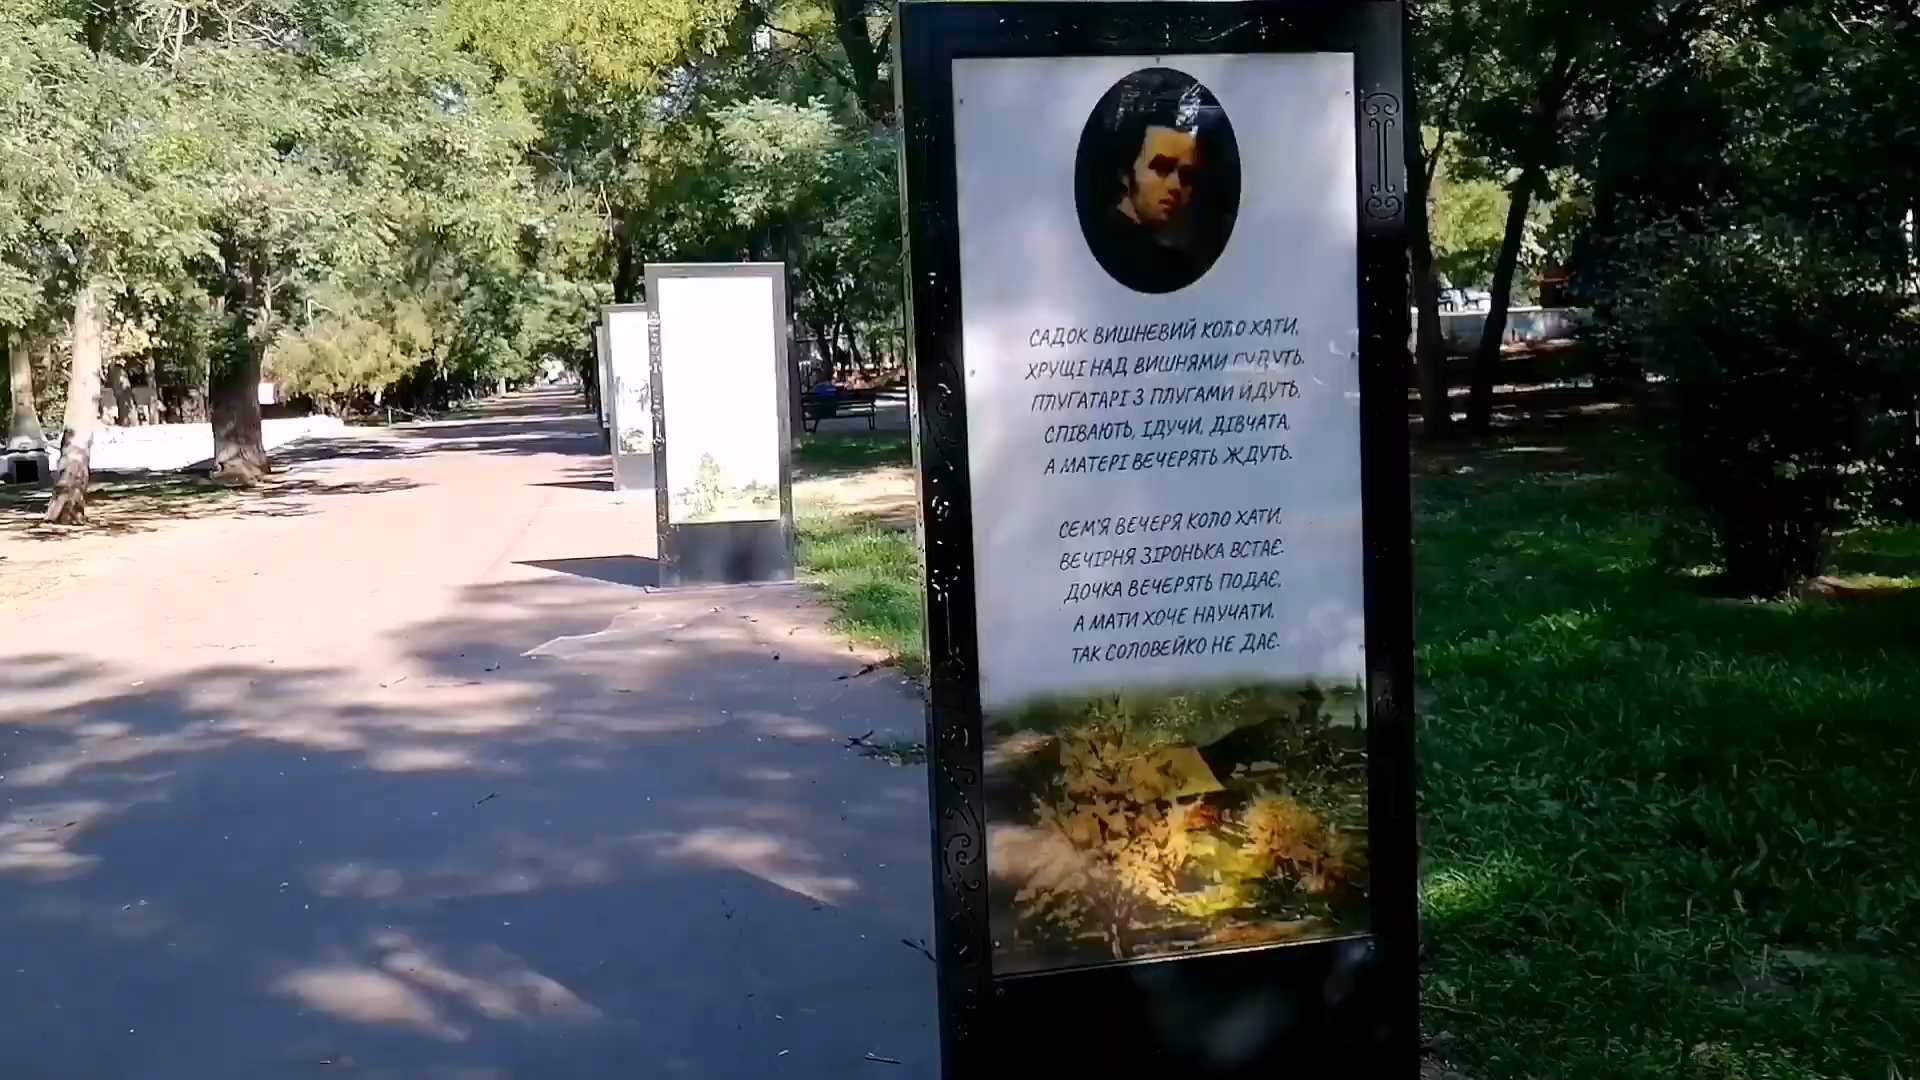 САДОК ВИШНЕВИЙ КОЛО ХАТИ,
ХРУЩІ НАД ВИШНЯМИ ГУДУТЬ.
ПЛУГАТАРІ З ПЛУГАМИ ЙДУТЬ,
СПІВАЮТЬ, ІДУЧИ, ДІВЧАТА,
А МАТЕРІ ВЕЧЕРЯТЬ ЖДУТЬ.
СЕМ'Я ВЕЧЕРЯ КОЛО ХАТИ,
ВЕЧІРНЯ ЗІРОНЬКА ВСТАЄ.
ДОЧКА ВЕЧЕРЯТЬ ПОДАЄ,
А МАТИ ХОЧЕ НАУЧАТИ,
ТАК СОЛОВЕЙКО НЕ ДАЄ.